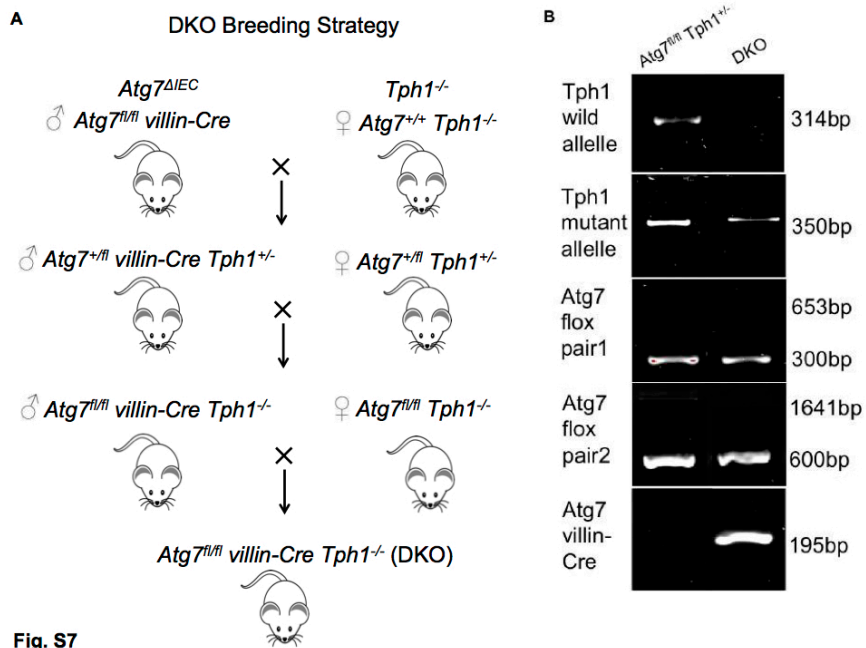 A
DKO Breeding Strategy
Atg7ΔIEC
♂ Atg7fl/fl villin-Cre
Tph1-/-
♀ Atg7+/+ Tph1-/-
×
♂ Atg7+/fl villin-Cre Tph1+/-
♀ Atg7+/fl Tph1+/-
×
♂ Atg7fl/fl villin-Cre Tph1-/-
♀ Atg7fl/fl Tph1-/-
×
Atg7fl/fl villin-Cre Tph1-/- (DKO)
Fig. S7
B
Atg7fl/fl Tph1+/-
DKO
Tph1
wild
allele
314bp
Tph1
mutant
allele
350bp
Atg7
flox
pair1
653bp
300bp
Atg7
flox
pair2
1641bp
600bp
Atg7
villin-
Cre
195bp